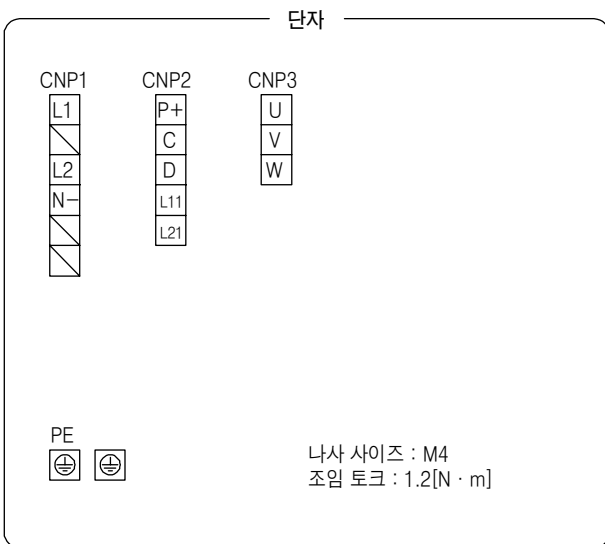 단자
CNP1 CNP2 CNP3
L1 P+ U
C V
L2 D W
N− L11
L21
PE
나사 사이즈 : M4
조임 토크 : 1.2[N · m]